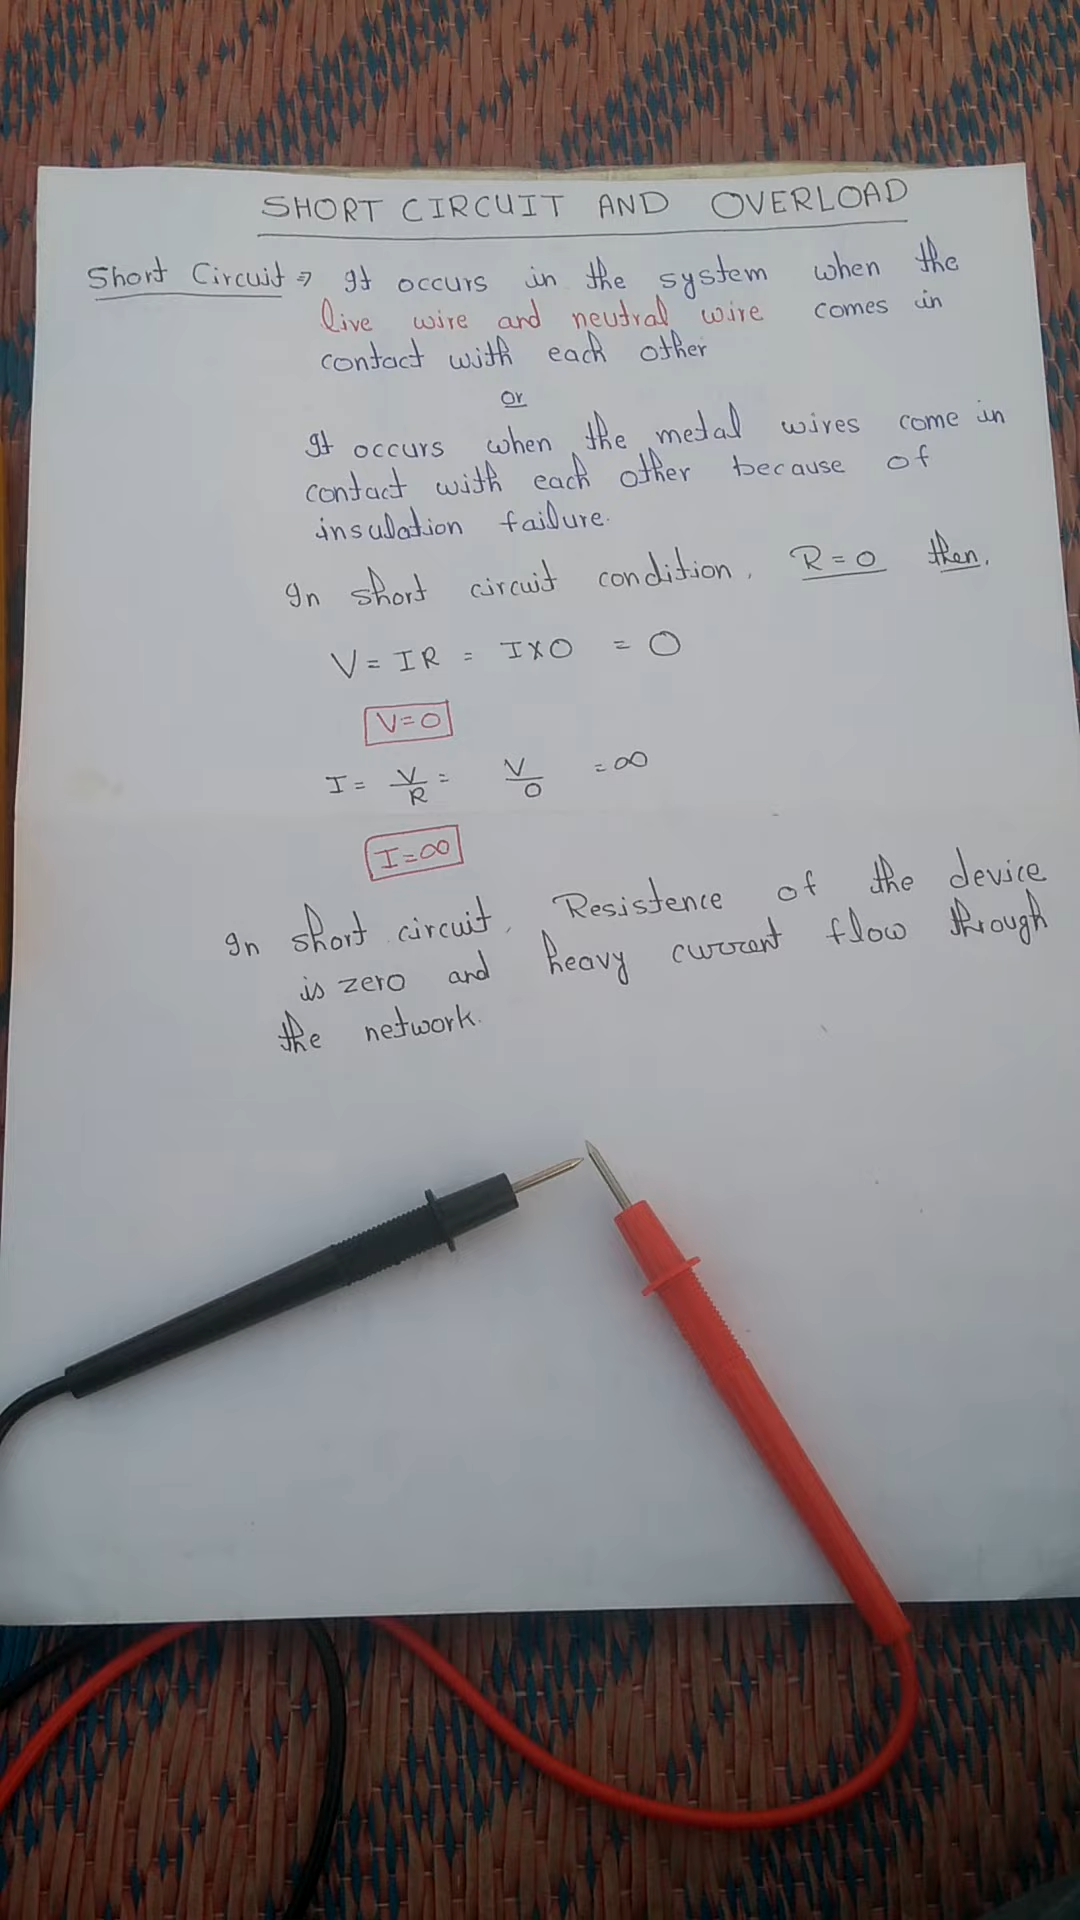 SHORT CIRCUIT AND OVERLOAD
Short Circuit ⇒ It occurs in the system when the
live wire and neutral wire comes in
contact with each other
or
It occurs when the metal wires come in
contact with each other because of
insulation failure.
In short circuit condition, R=0 then,
V = IR = I×0 = 0
V=0
I = V/R = V/0 = ∞
I=∞
In short circuit, Resistence of the device
is zero and heavy current flow through
the network.